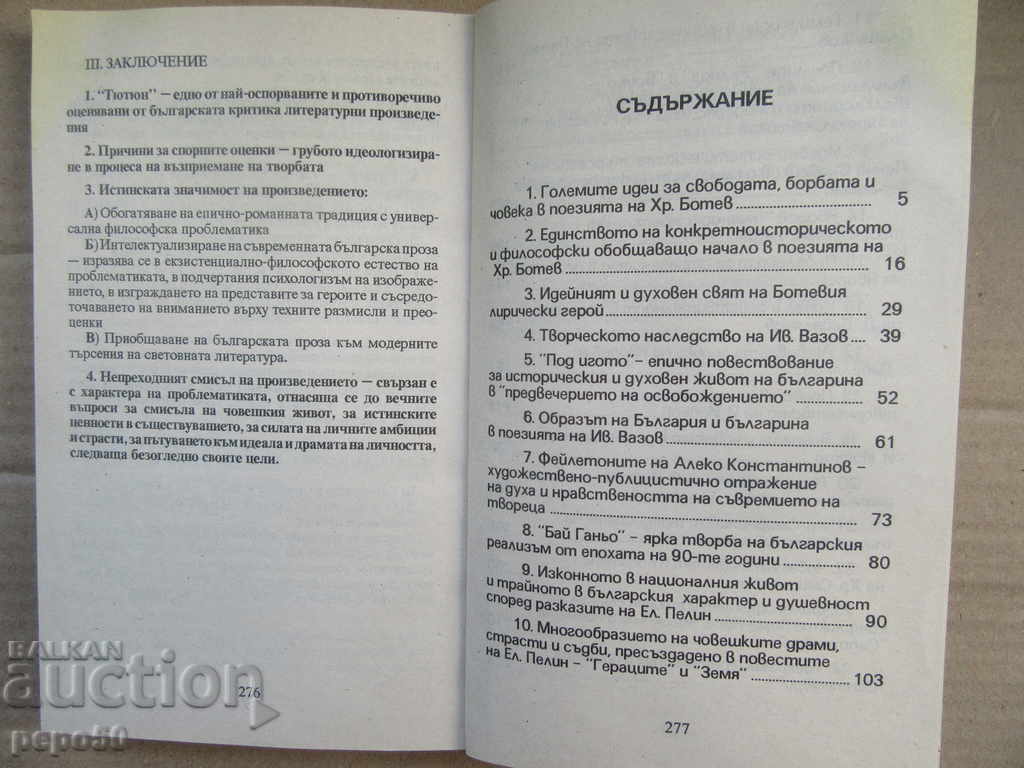 III. ЗАКЛЮЧЕНИЕ
1. "Тютюн" – едно от най-оспорваните и противоречиво
оценявани от българската критика литературни произведе-
ния
2. Причини за спорните оценки – грубото идеологизира-
не в процеса на възприемане на творбата
3. Истинската значимост на произведението:
А) Обогатяване на епично-романната традиция с универ-
сална философска проблематика
Б) Интелектуализиране на съвременната българска проза
– изразява се в екзистенциално-философското естество на
проблематиката, в подчертания психологизъм на изображе-
нието, в изграждането на представите за героите и съсредо-
точаването на вниманието върху техните размисли и прео-
ценки
В) Приобщаване на българската проза към модерните
търсения на световната литература.
4. Непреходният смисъл на произведението – свързан е
с характера на проблематиката, отнасяща се до вечните
въпроси за смисъла на човешкия живот, за истинските
ценности в съществуването, за силата на личните амбиции
и страсти, за пътуването към идеала и драмата на личността,
следваща безогледно своите цели.
276
BALKAN
auction
pepo50
СЪДЪРЖАНИЕ
1. Големите идеи за свободата, борбата и
човека в поезията на Хр. Ботев 5
2. Единството на конкретноисторическото
и философски обобщаващо начало в поезията на
Хр. Ботев 16
3. Идейният и духовен свят на Ботевия
лирически герой 29
4. Творческото наследство на Ив. Вазов 39
5. "Под игото" – епично повествование
за историческия и духовен живот на българина
в "предвечерието на освобождението" 52
6. Образът на България и българина
в поезията на Ив. Вазов 61
7. Фейлетоните на Алеко Константинов –
художествено-публицистично отражение
на духа и нравствеността на съвремието на
твореца 73
8. "Бай Ганьо" – ярка творба на българския
реализъм от епохата на 90-те години 80
9. Изконното в националния живот
и трайното в българския характер и душевност
според разказите на Ел. Пелин 90
10. Многообразието на човешките драми,
страсти и съдби, пресъздадено в повестите
на Ел. Пелин – "Гераците" и "Земя" 103
277